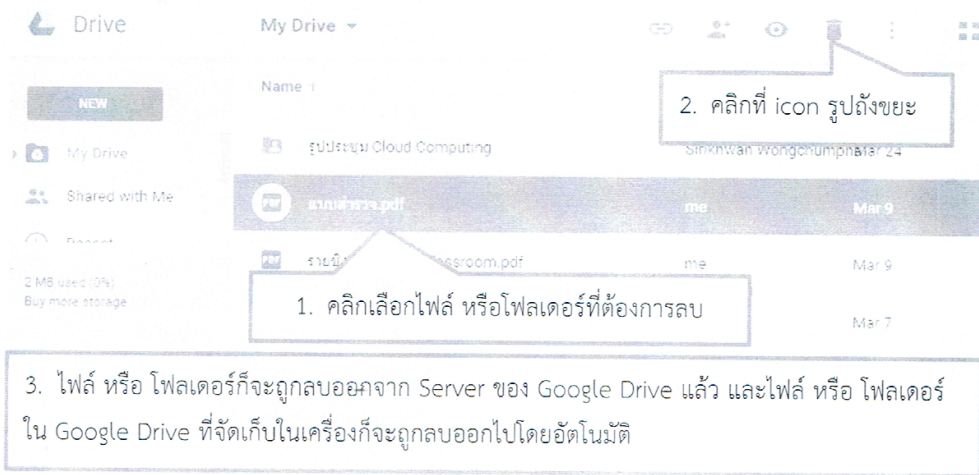 Drive
My Drive
NEW
Name ↑
2. คลิกที่ icon รูปถังขยะ
My Drive
รูปประชุม Cloud Computing
Mar 24
Shared with Me
แบบสำรวจ.pdf me Mar 9
Recent
assroom.pdf me Mar 9
2 MB used (0%)
Buy more storage
1. คลิกเลือกไฟล์ หรือโฟลเดอร์ที่ต้องการลบ
Mar 7
3. ไฟล์ หรือ โฟลเดอร์ก็จะถูกลบออกจาก Server ของ Google Drive แล้ว และไฟล์ หรือ โฟลเดอร์
ใน Google Drive ที่จัดเก็บในเครื่องก็จะถูกลบออกไปโดยอัตโนมัติ